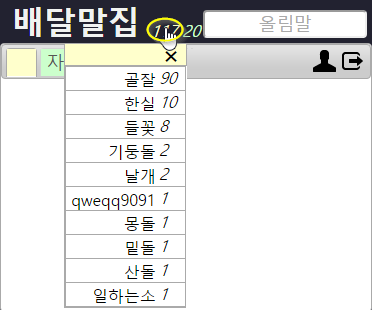 배달말집 117 20 올림말
자
×
골잘 90
한실 10
들꽃 8
기둥돌 2
날개 2
qweqq9091 1
몽돌 1
밑돌 1
산돌 1
일하는소 1